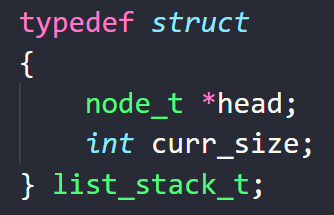 typedef struct
{
    node_t *head;
    int curr_size;
} list_stack_t;